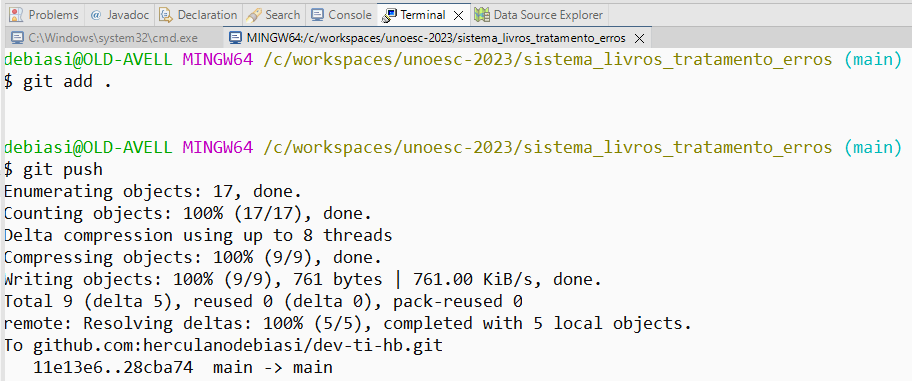 Problems @ Javadoc Declaration Search Console Terminal Data Source Explorer
C:\Windows\system32\cmd.exe MINGW64:/c/workspaces/unoesc-2023/sistema_livros_tratamento_erros
debiasi@OLD-AVELL MINGW64 /c/workspaces/unoesc-2023/sistema_livros_tratamento_erros (main)
$ git add .
debiasi@OLD-AVELL MINGW64 /c/workspaces/unoesc-2023/sistema_livros_tratamento_erros (main)
$ git push
Enumerating objects: 17, done.
Counting objects: 100% (17/17), done.
Delta compression using up to 8 threads
Compressing objects: 100% (9/9), done.
Writing objects: 100% (9/9), 761 bytes | 761.00 KiB/s, done.
Total 9 (delta 5), reused 0 (delta 0), pack-reused 0
remote: Resolving deltas: 100% (5/5), completed with 5 local objects.
To github.com:herculanodebiasi/dev-ti-hb.git
11e13e6..28cba74  main -> main